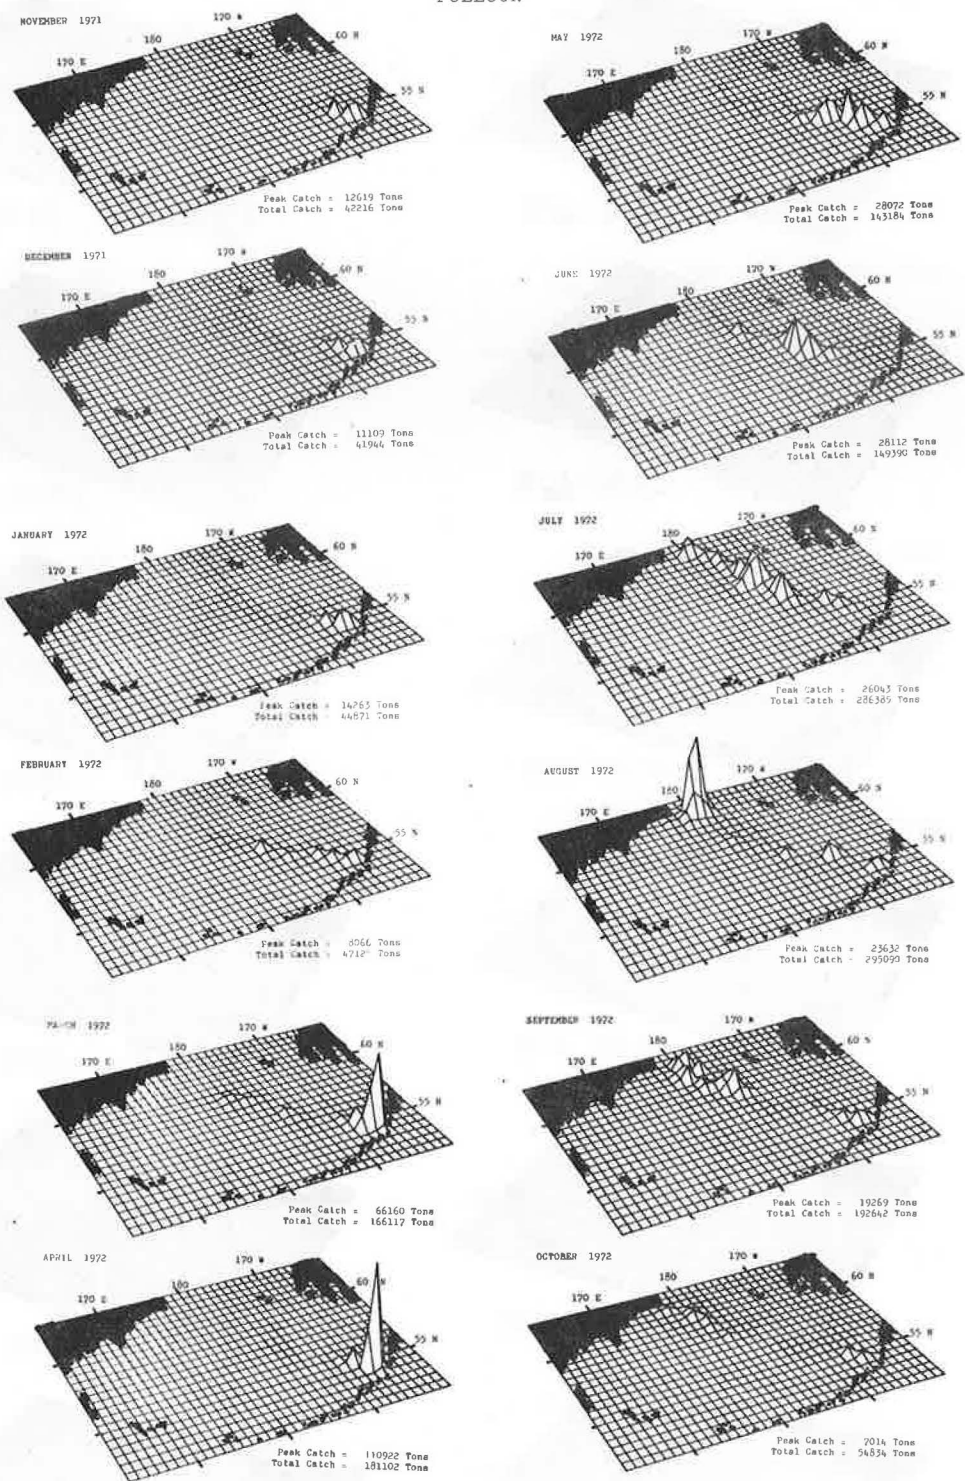 NOVEMBER 1971
170 W
180
60 N
170 E
55 N
Peak Catch = 12619 Tons
Total Catch = 42216 Tons
DECEMBER 1971
170 W
180
60 N
170 E
55 N
Peak Catch = 11109 Tons
Total Catch = 41944 Tons
JANUARY 1972
170 W
180
60 N
170 E
55 N
Peak Catch = 14263 Tons
Total Catch 44871 Tons
FEBRUARY 1972
170 W
180
60 N
170 E
55 N
Peak Catch = Tons
Total Catch = Tons
1972
170 W
180
60 N
170 E
55 N
Peak Catch = 66160 Tons
Total Catch = 166117 Tons
APRIL 1972
170 W
180
60 N
170 E
55 N
Peak Catch = 110922 Tons
Total Catch = 181102 Tons
MAY 1972
170 W
180
60 N
170 E
55 N
Peak Catch = 28072 Tons
Total Catch = 143184 Tons
JUNE 1972
170 W
180
60 N
170 E
55 N
Peak Catch = 28112 Tons
Total Catch = 149390 Tons
JULY 1972
170 W
180
60 N
170 E
55 N
Peak Catch = 26043 Tons
Total Catch = 286385 Tons
AUGUST 1972
170 W
180
60 N
170 E
55 N
Peak Catch = 23632 Tons
Total Catch 295090 Tons
SEPTEMBER 1972
170 W
180
60 N
170 E
55 N
Peak Catch = 19269 Tons
Total Catch = 192642 Tons
OCTOBER 1972
170 W
180
60 N
170 E
55 N
Peak Catch = 7014 Tons
Total Catch = 54834 Tons